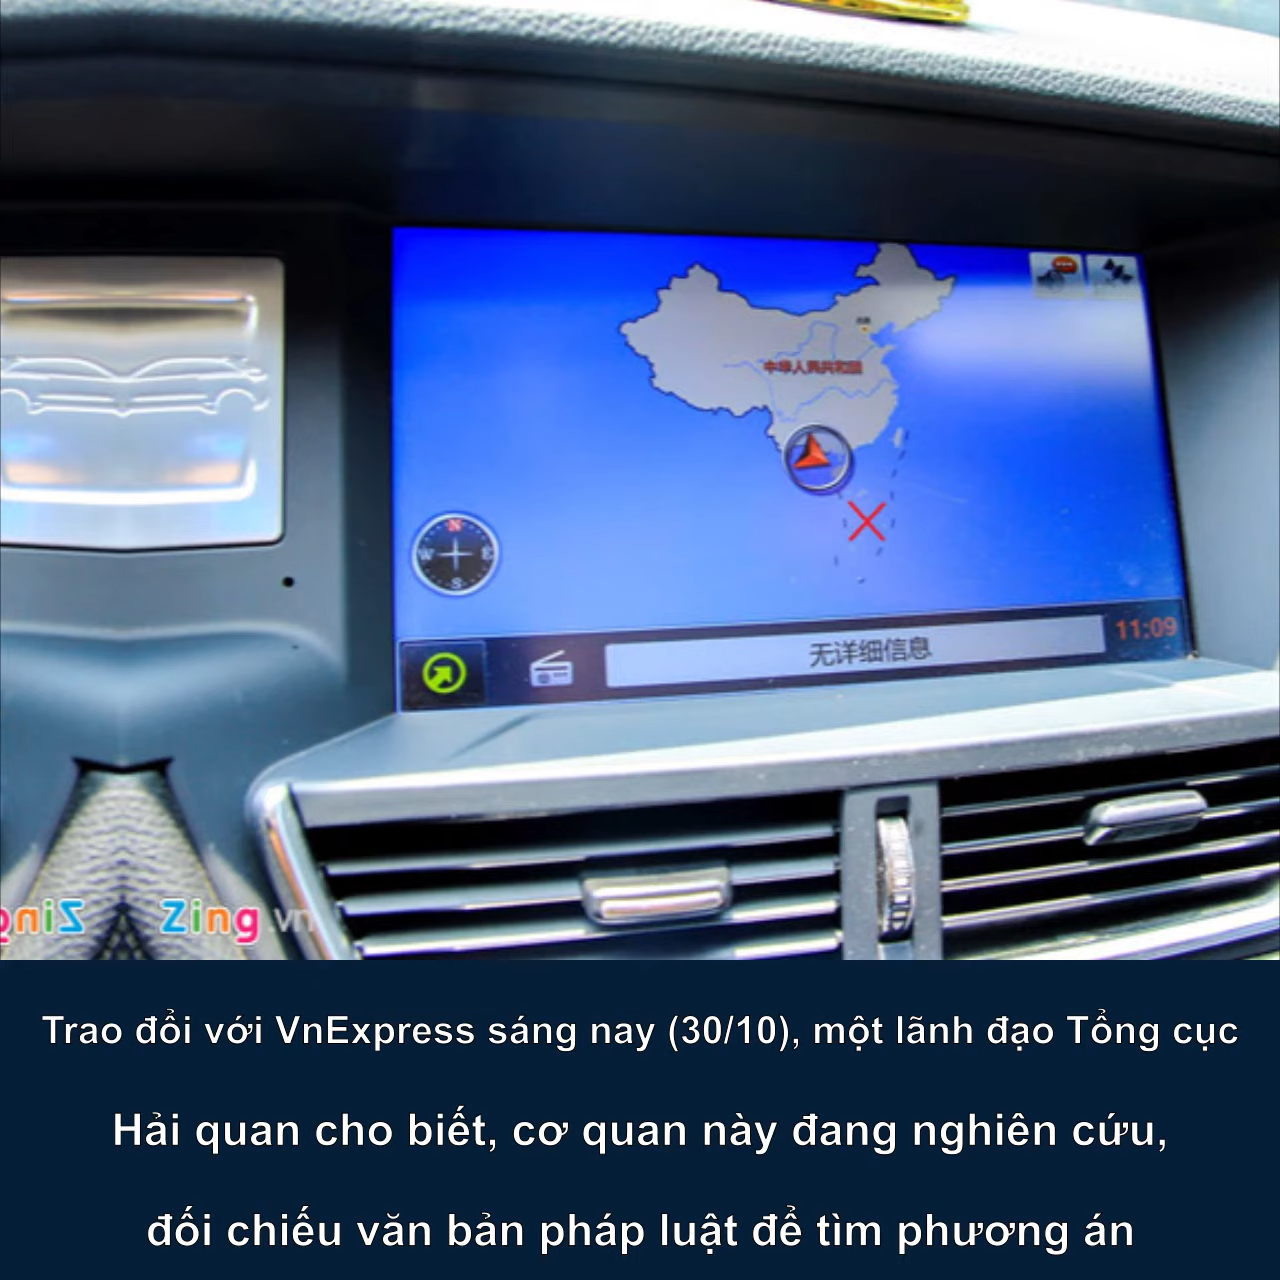 中华人民共和国
N
W
E
S
无详细信息
11:09
Zing.vn
Trao đổi với VnExpress sáng nay (30/10), một lãnh đạo Tổng cục
Hải quan cho biết, cơ quan này đang nghiên cứu,
đối chiếu văn bản pháp luật để tìm phương án